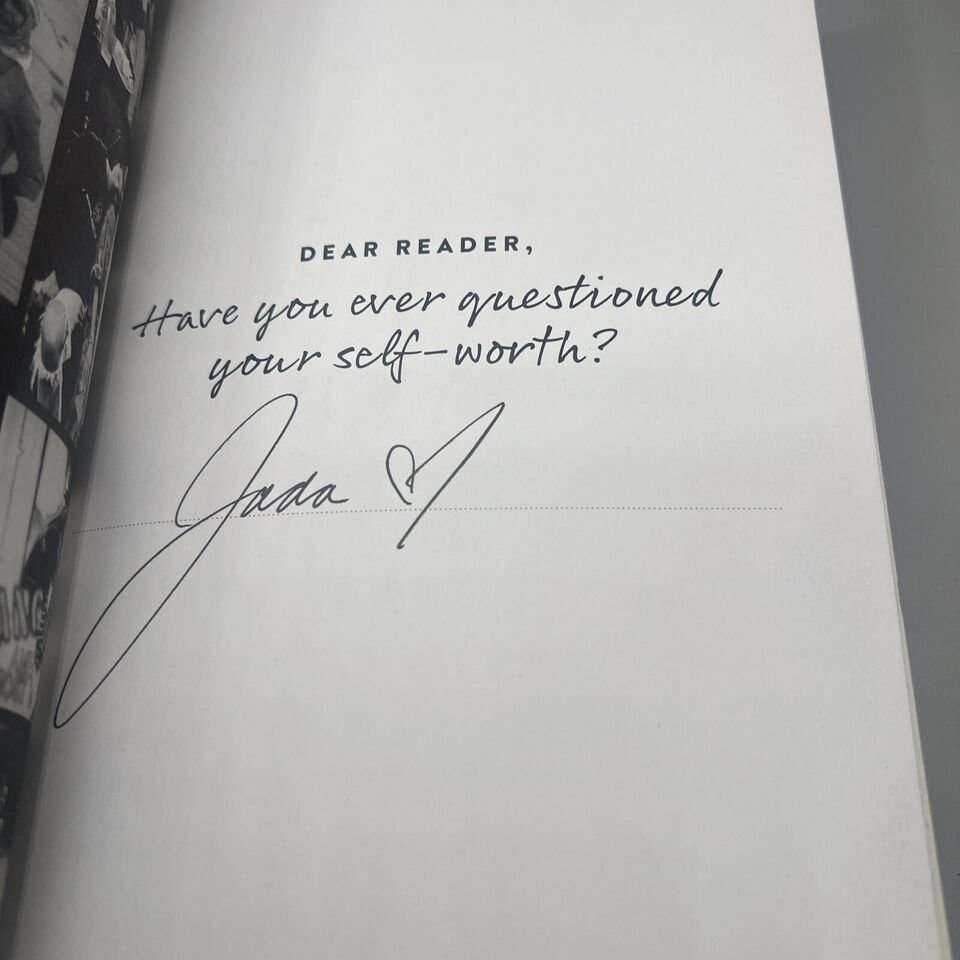 DEAR READER,
Have you ever questioned
your self-worth?
Jada